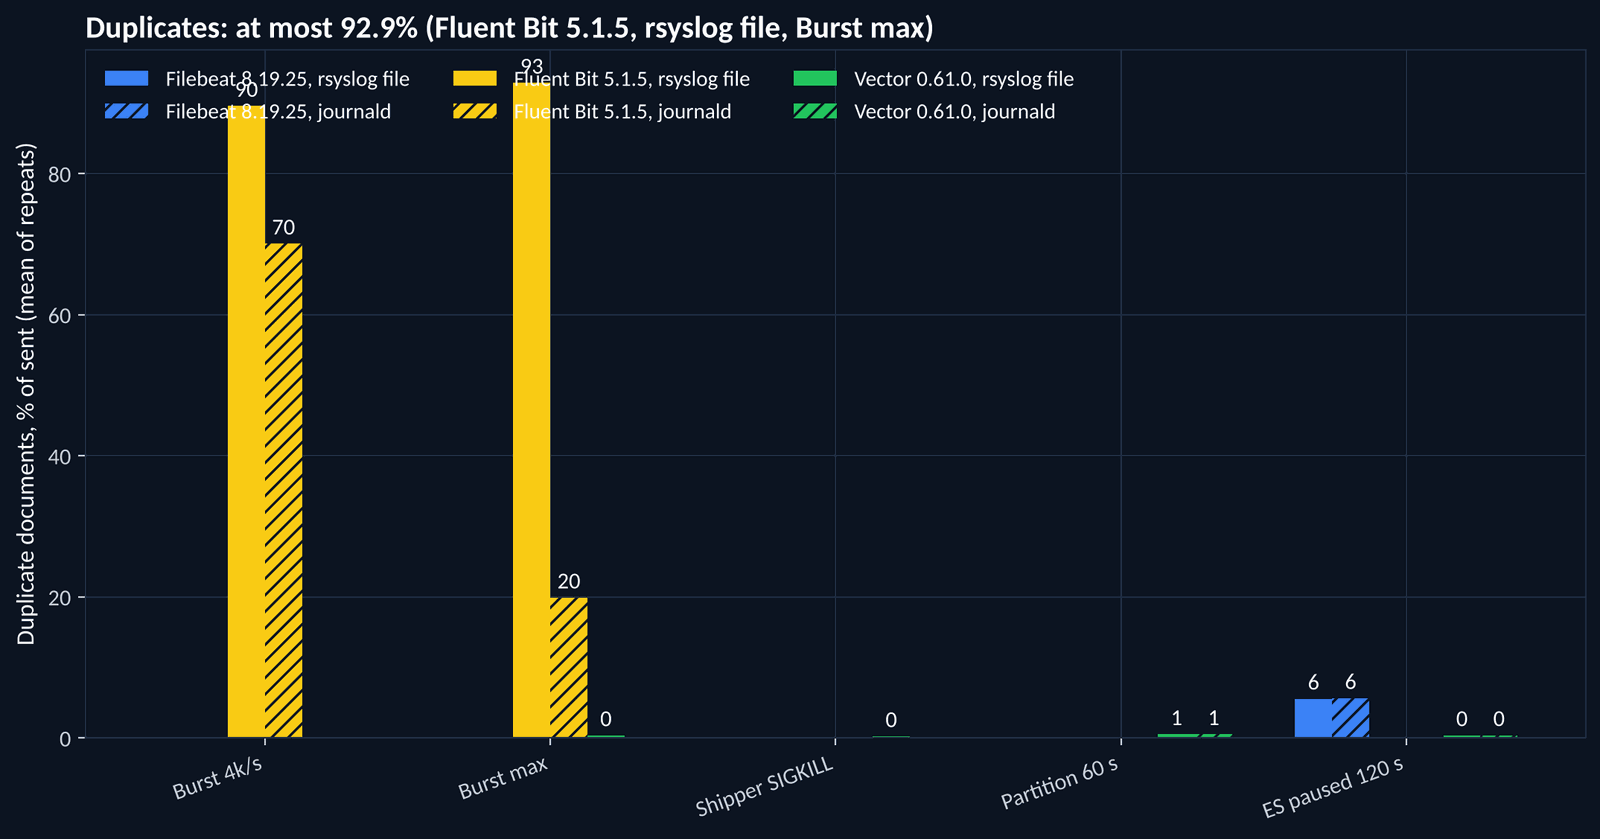 Duplicates: at most 92.9% (Fluent Bit 5.1.5, rsyslog file, Burst max)
Filebeat 8.19.25, rsyslog file
Fluent Bit 5.1.5, rsyslog file
Vector 0.61.0, rsyslog file
Filebeat 8.19.25, journald
Fluent Bit 5.1.5, journald
Vector 0.61.0, journald
Duplicate documents, % of sent (mean of repeats)
80
60
40
20
0
90
70
93
20
0
0
1
1
6
6
0
0
Burst 4k/s
Burst max
Shipper SIGKILL
Partition 60 s
ES paused 120 s